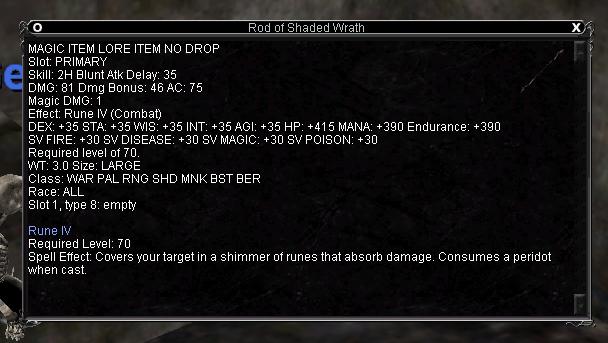 Rod of Shaded Wrath
MAGIC ITEM LORE ITEM NO DROP
Slot: PRIMARY
Skill: 2H Blunt Atk Delay: 35
DMG: 81 Dmg Bonus: 46 AC: 75
Magic DMG: 1
Effect: Rune IV (Combat)
DEX: +35 STA: +35 WIS: +35 INT: +35 AGI: +35 HP: +415 MANA: +390 Endurance: +390
SV FIRE: +30 SV DISEASE: +30 SV MAGIC: +30 SV POISON: +30
Required level of 70.
WT: 3.0 Size: LARGE
Class: WAR PAL RNG SHD MNK BST BER
Race: ALL
Slot 1, type 8: empty
Rune IV
Required Level: 70
Spell Effect: Covers your target in a shimmer of runes that absorb damage. Consumes a peridot
when cast.